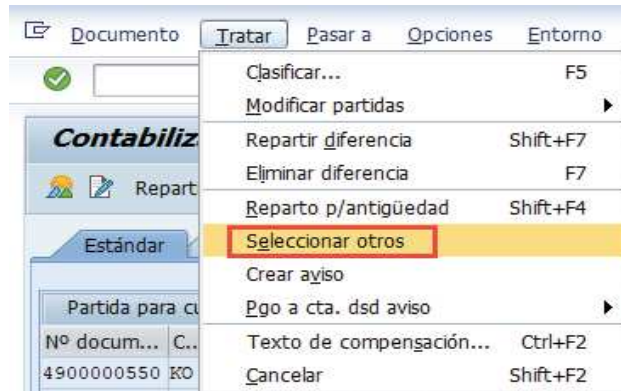 Documento Tratar Pasar a Opciones Entorno
Clasificar... F5
Modificar partidas
Contabiliz
Repartir diferencia Shift+F7
Eliminar diferencia F7
Repart
Reparto p/antigüedad Shift+F4
Estándar
Seleccionar otros
Crear aviso
Partida para cu
Pgo a cta. dsd aviso
Nº docum... C..
Texto de compensación... Ctrl+F2
4900000550 KO
Cancelar Shift+F2